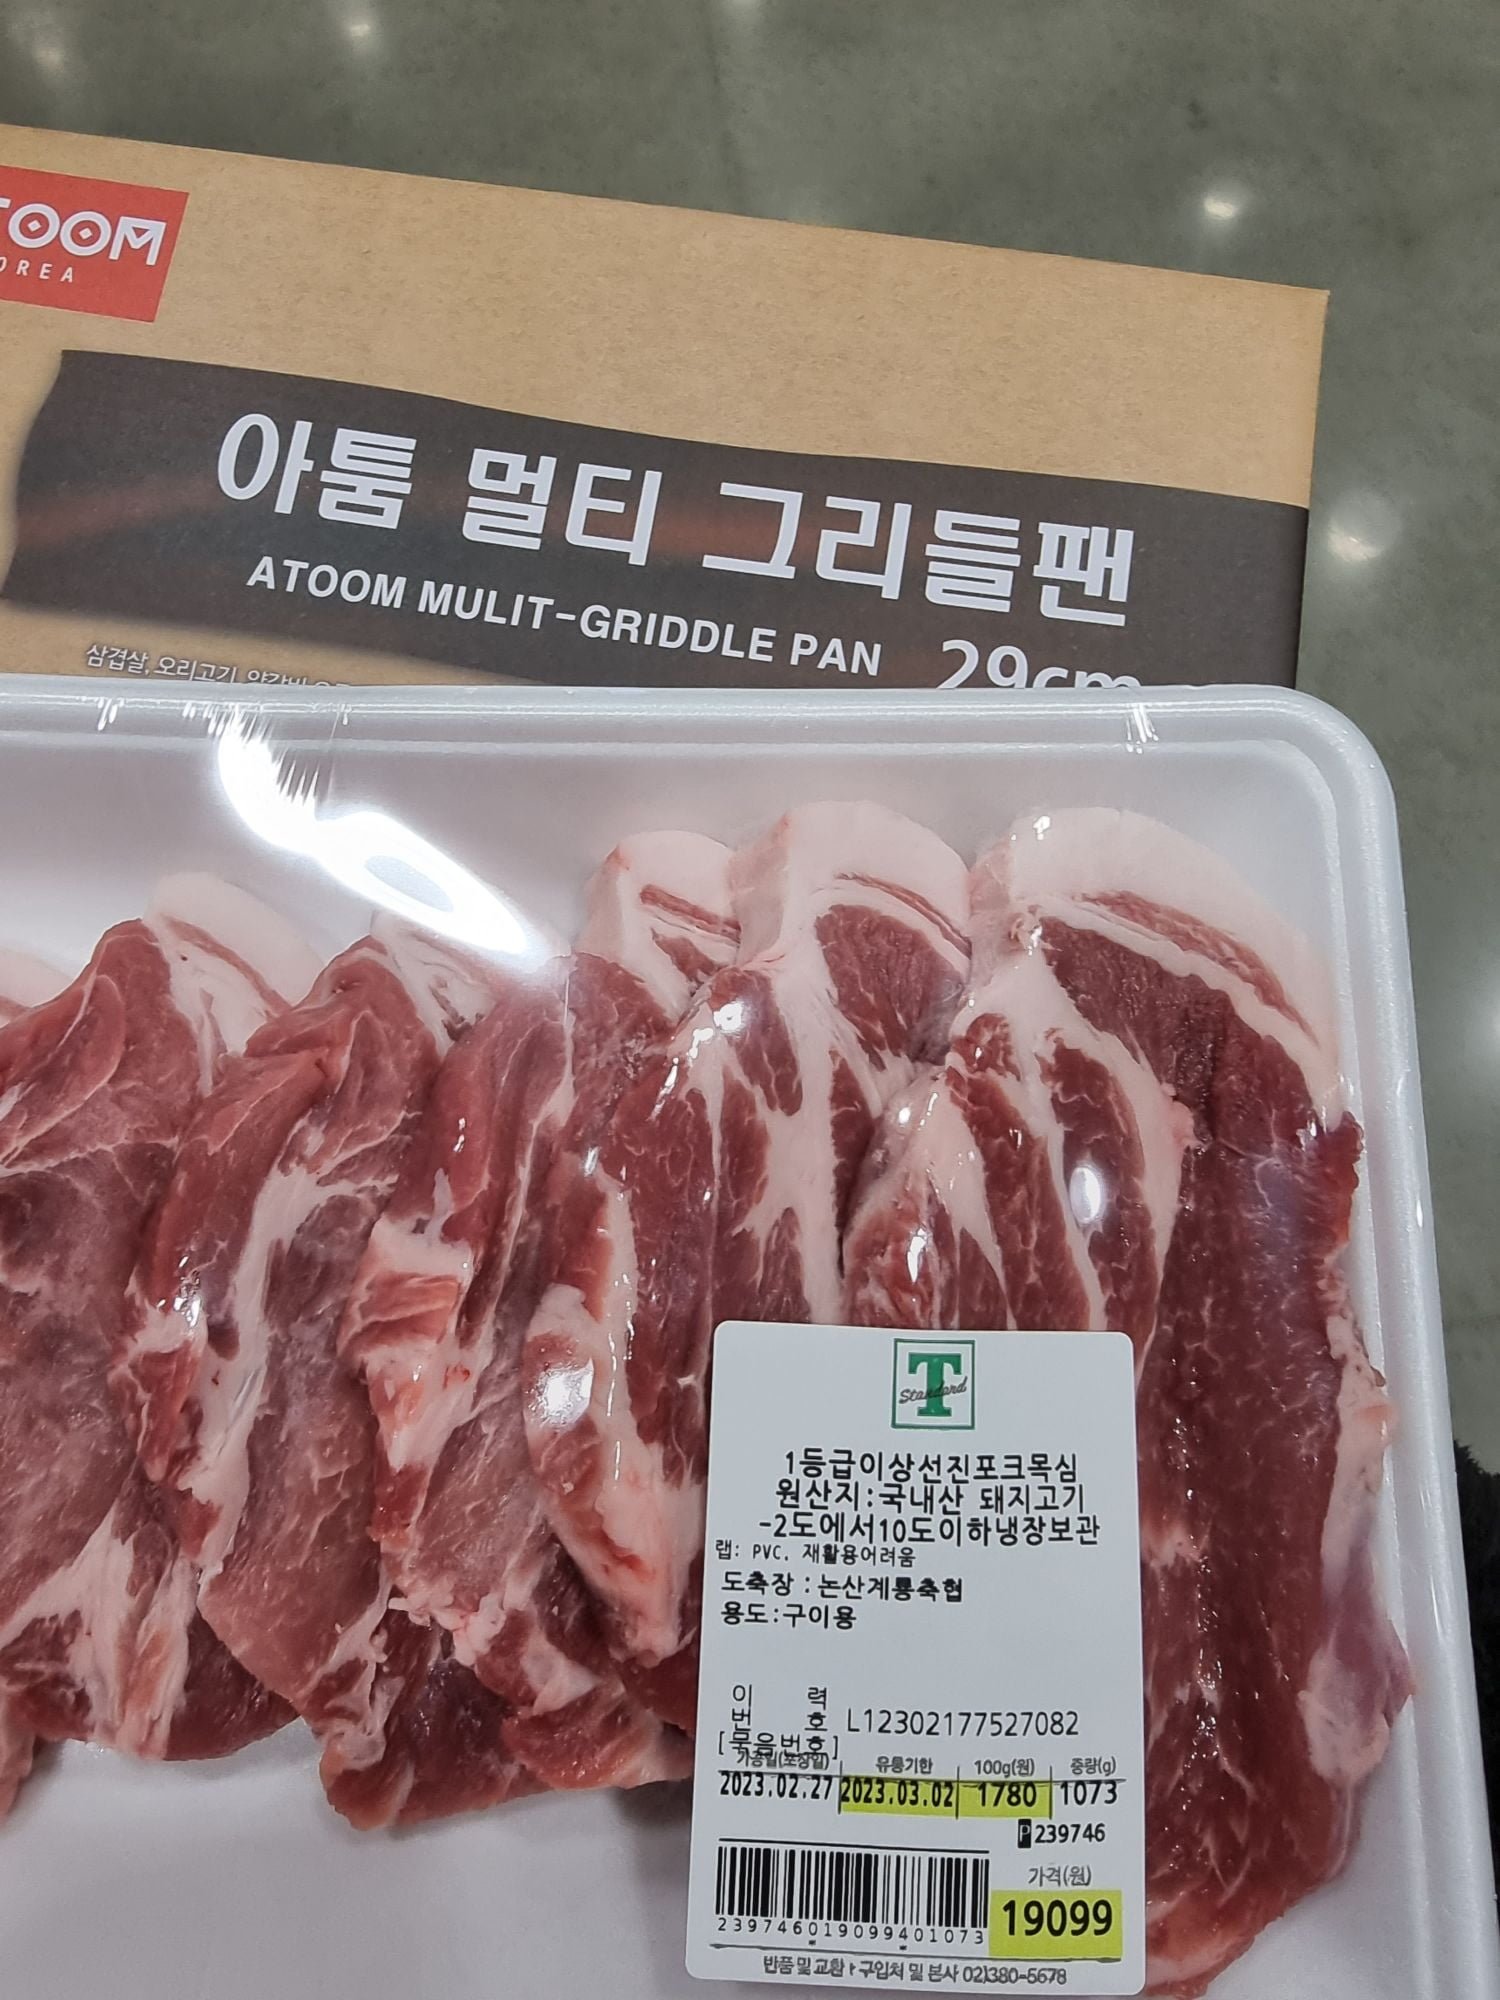 TOOM
OREA
아툼 멀티 그리들팬
ATOOM MULIT-GRIDDLE PAN 29cm
삼겹살, 오리고기
T
Standard
1등급이상선진포크목심
원산지:국내산 돼지고기
-2도에서10도이하냉장보관
랩: PVC, 재활용어려움
도축장 : 논산계룡축협
용도:구이용
이 력
번 호 L12302177527082
[묶음번호]
가공일(포장일) 유통기한 100g(원) 중량(g)
2023.02.27 2023.03.02 1780 1073
P 239746
가격(원)
19099
239746019099401073
반품 및 교환 : 구입처 및 본사 02)380-5678